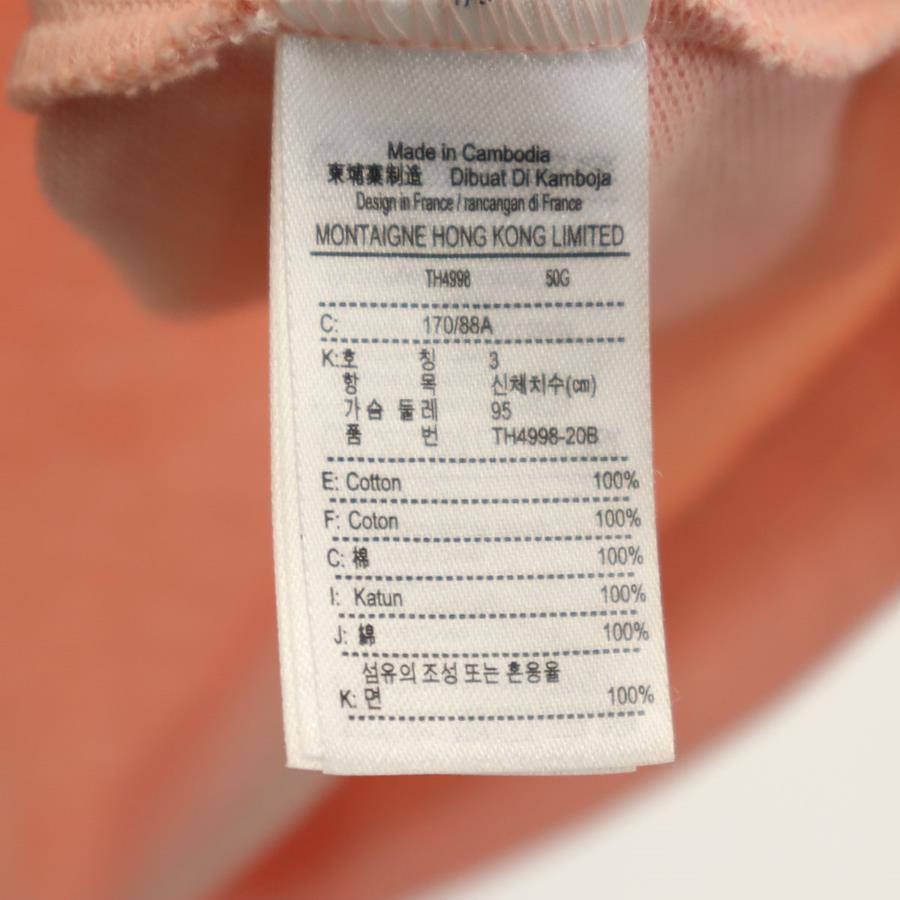 Made in Cambodia
柬埔寨制造 Dibuat Di Kamboja
Design in France / rancangan di France
MONTAIGNE HONG KONG LIMITED
TH4998 50G
C: 170/88A
K:호 칭 3
항 목 신체치수(㎝)
가슴 둘레 95
품 번 TH4998-20B
E: Cotton 100%
F: Coton 100%
C: 棉 100%
I: Katun 100%
J: 綿 100%
섬유의 조성 또는 혼용율
K: 면 100%